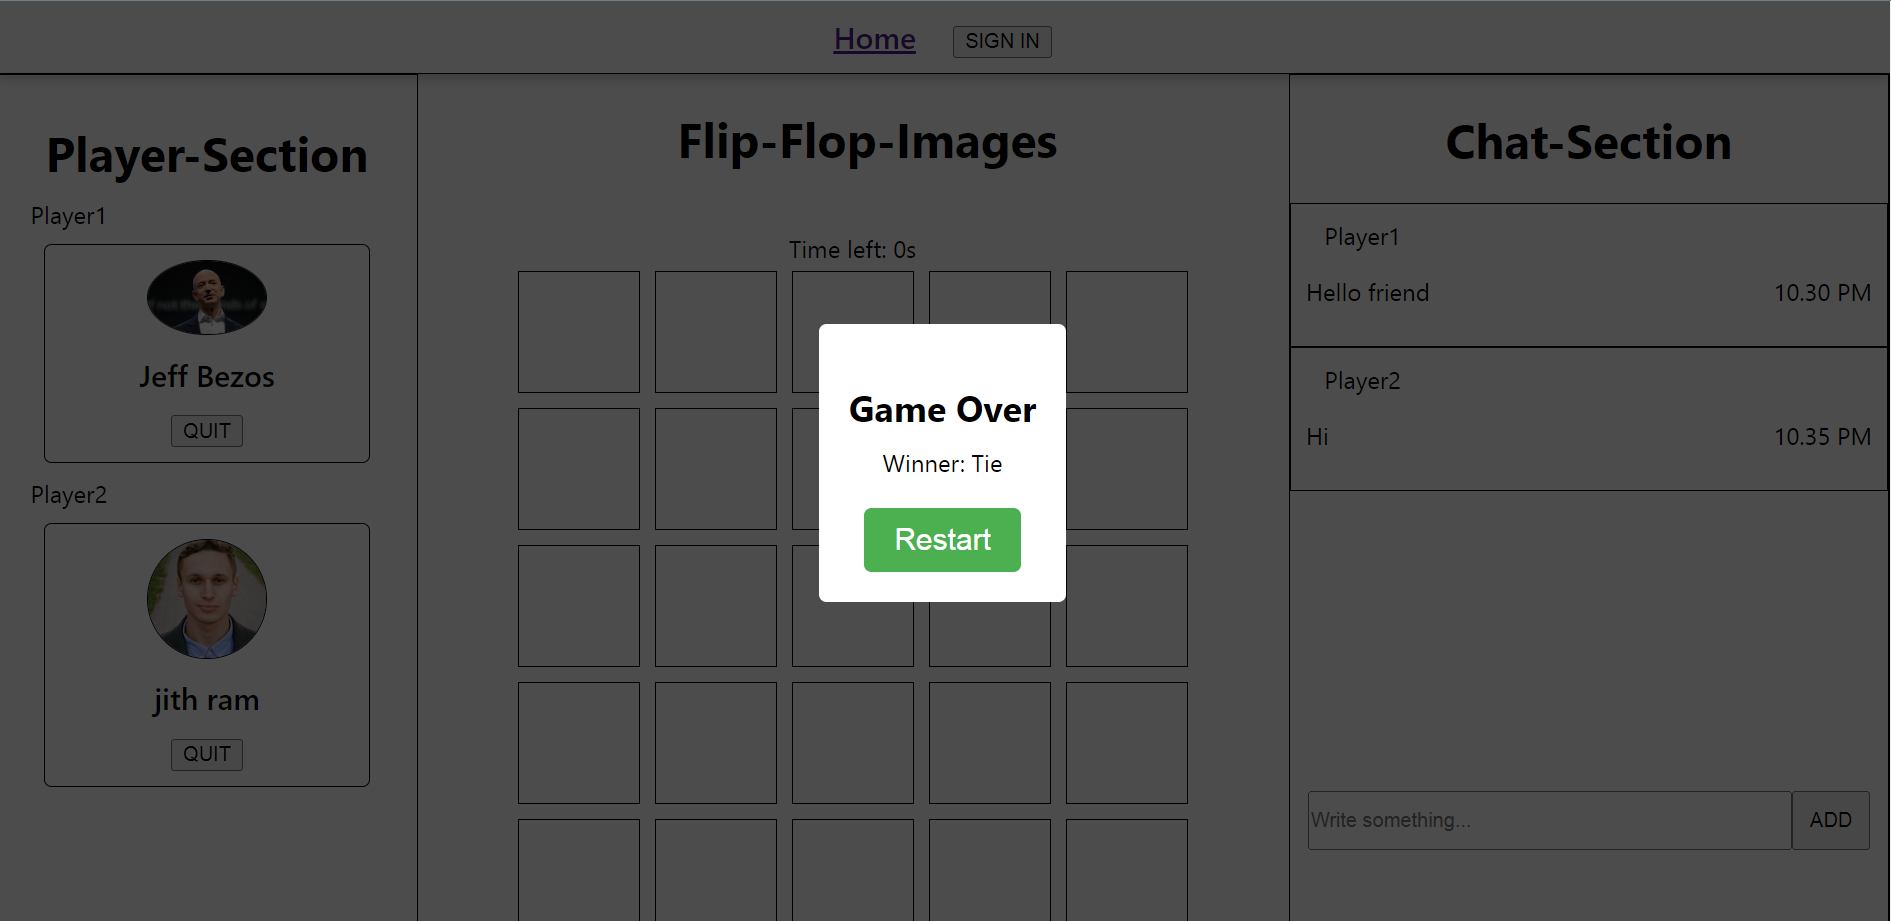 Home
SIGN IN
Player-Section
Player1
Jeff Bezos
QUIT
Player2
jith ram
QUIT
Flip-Flop-Images
Time left: 0s
Game Over
Winner: Tie
Restart
Chat-Section
Player1
Hello friend 10.30 PM
Player2
Hi 10.35 PM
Write something...
ADD